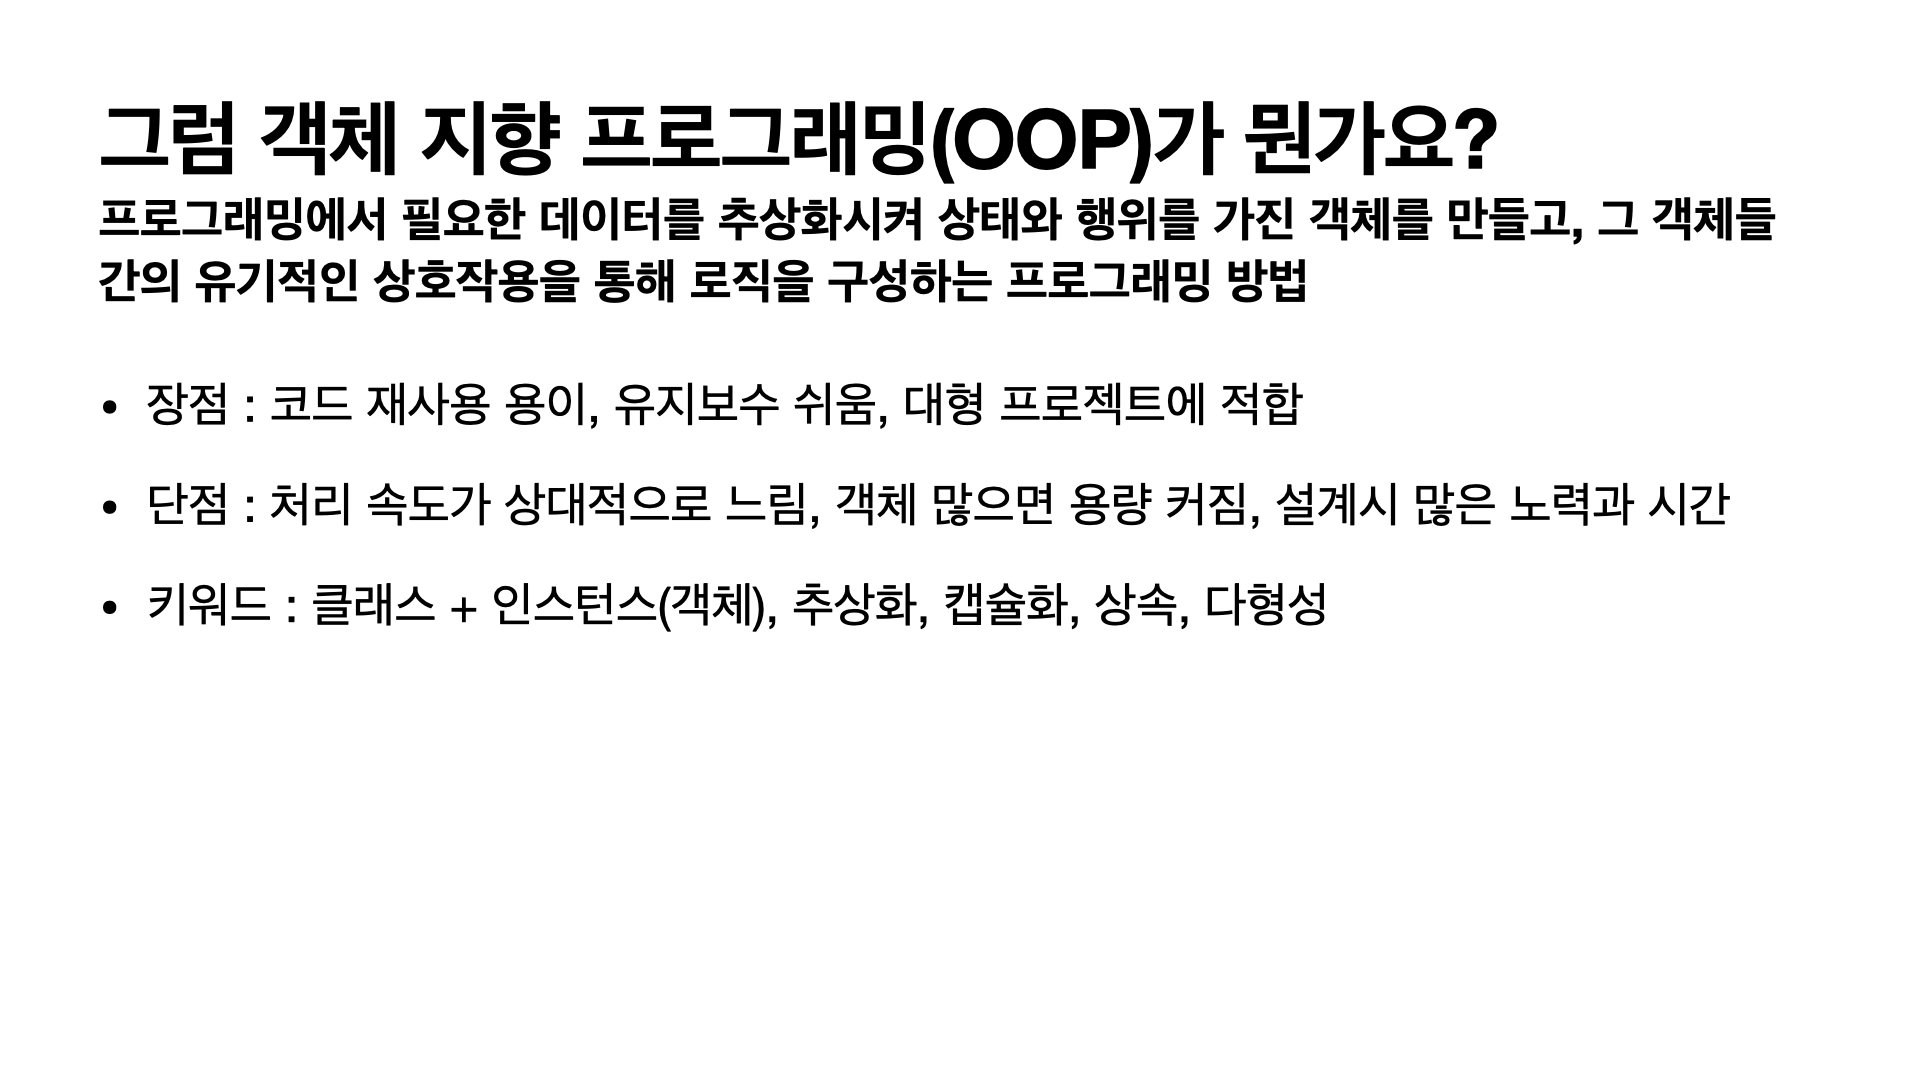 그럼 객체 지향 프로그래밍(OOP)가 뭔가요?
프로그래밍에서 필요한 데이터를 추상화시켜 상태와 행위를 가진 객체를 만들고, 그 객체들
간의 유기적인 상호작용을 통해 로직을 구성하는 프로그래밍 방법
• 장점 : 코드 재사용 용이, 유지보수 쉬움, 대형 프로젝트에 적합
• 단점 : 처리 속도가 상대적으로 느림, 객체 많으면 용량 커짐, 설계시 많은 노력과 시간
• 키워드 : 클래스 + 인스턴스(객체), 추상화, 캡슐화, 상속, 다형성